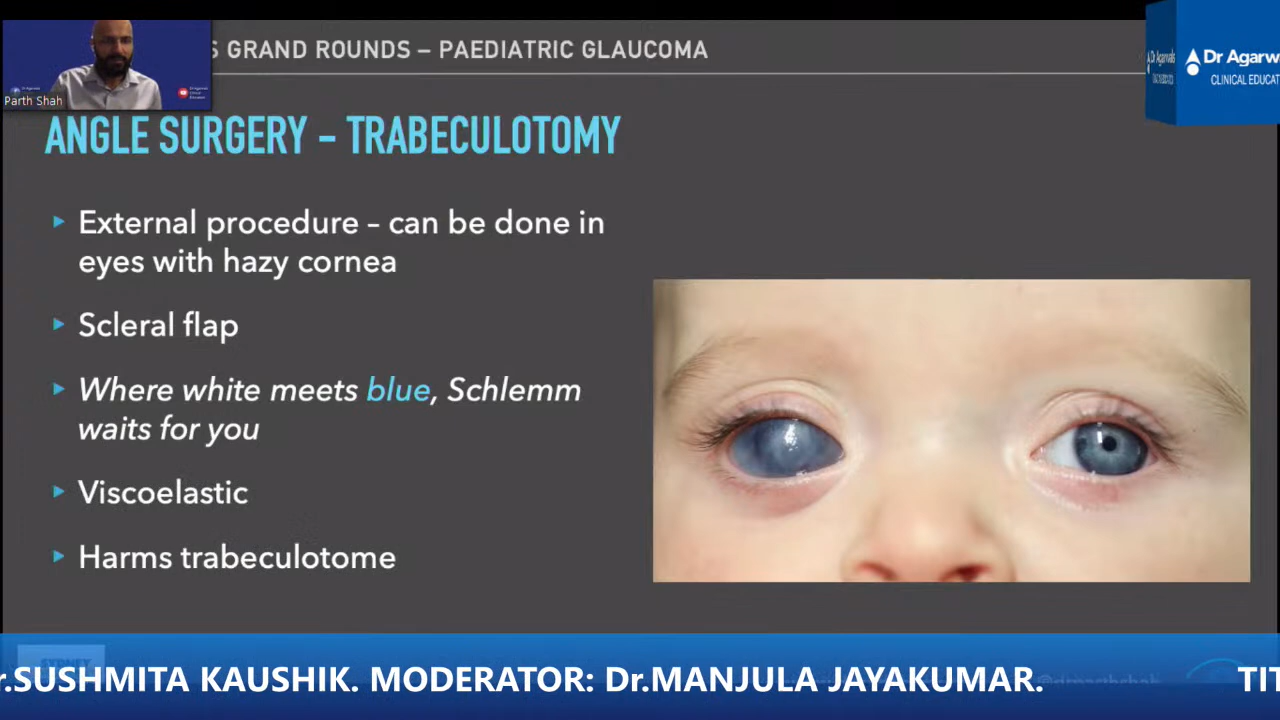 S GRAND ROUNDS – PAEDIATRIC GLAUCOMA
Parth Shah
Dr Agarw
CLINICAL EDUCAT
ANGLE SURGERY – TRABECULOTOMY
External procedure – can be done in
eyes with hazy cornea
Scleral flap
Where white meets blue, Schlemm
waits for you
Viscoelastic
Harms trabeculotome
SYDNEY
@drparthshah
r.SUSHMITA KAUSHIK. MODERATOR: Dr.MANJULA JAYAKUMAR.
TIT